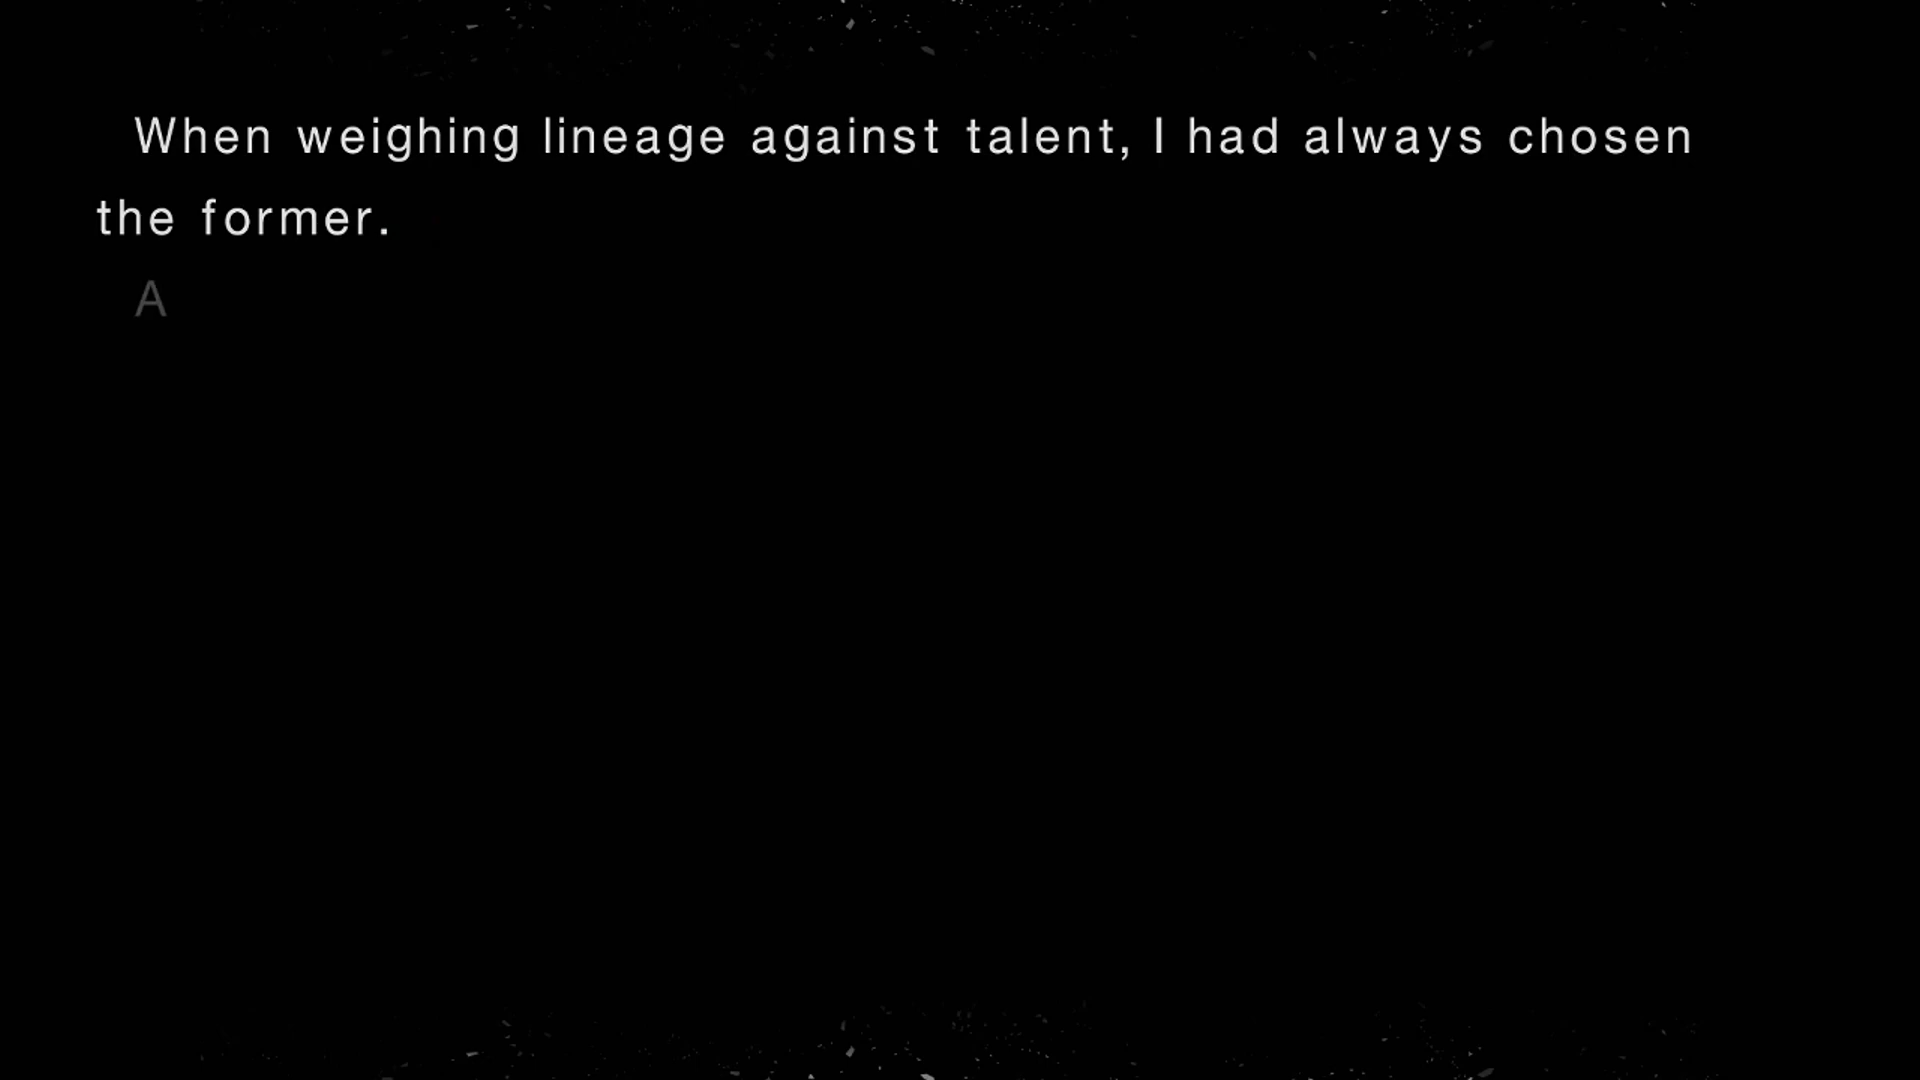 When weighing lineage against talent, I had always chosen
the former.
A